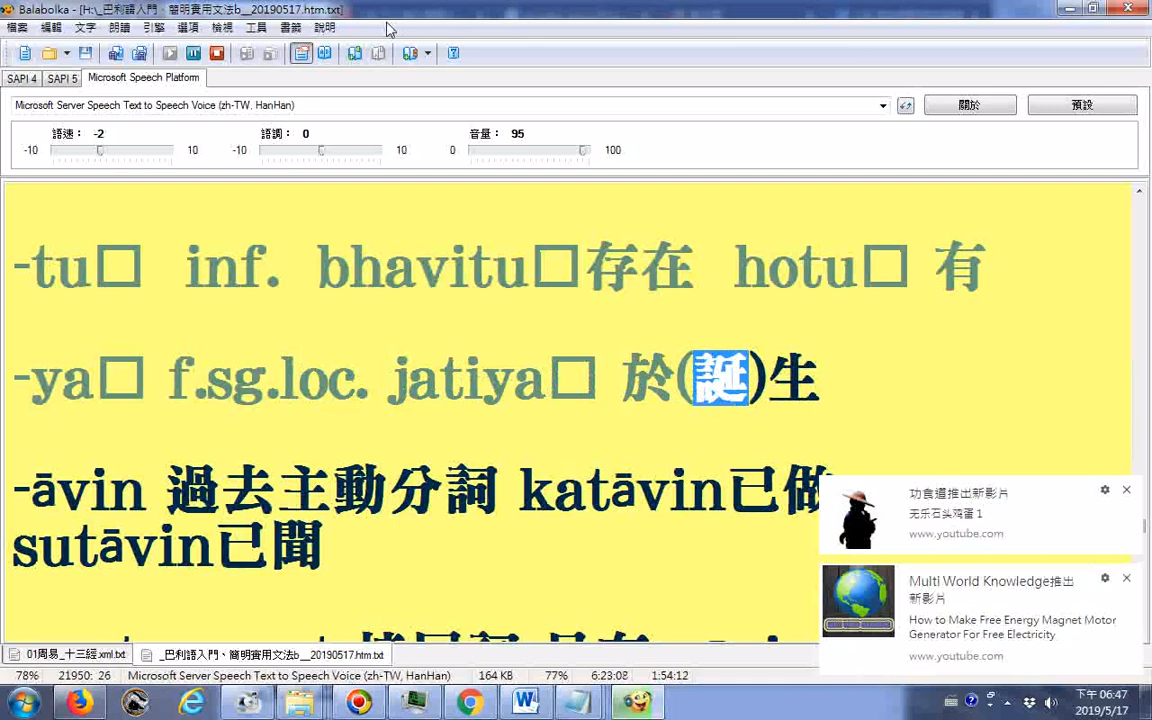 Balabolka - [H:\_巴利語入門、簡明實用文法b__20190517.htm.txt]
檔案 編輯 文字 朗讀 引擎 選項 檢視 工具 書籤 說明
SAPI 4 SAPI 5 Microsoft Speech Platform
Microsoft Server Speech Text to Speech Voice (zh-TW, HanHan) 關於 預設
語速： -2 語調： 0 音量： 95
-10 10 -10 10 0 100
-tu□ inf. bhavitu□存在 hotu□ 有
-ya□ f.sg.loc. jatiya□ 於(誕)生
-āvin 過去主動分詞 katāvin已做
sutāvin已聞
推出新影片
无乐石头鸡蛋 1
www.youtube.com
Multi World Knowledge推出
新影片
How to Make Free Energy Magnet Motor
Generator For Free Electricity
www.youtube.com
01周易_十三經.xml.txt _巴利語入門、簡明實用文法b__20190517.htm.txt
78% 21950: 26 Microsoft Server Speech Text to Speech Voice (zh-TW, HanHan) 164 KB 77% 6:23:08 1:54:12
下午 06:47
2019/5/17